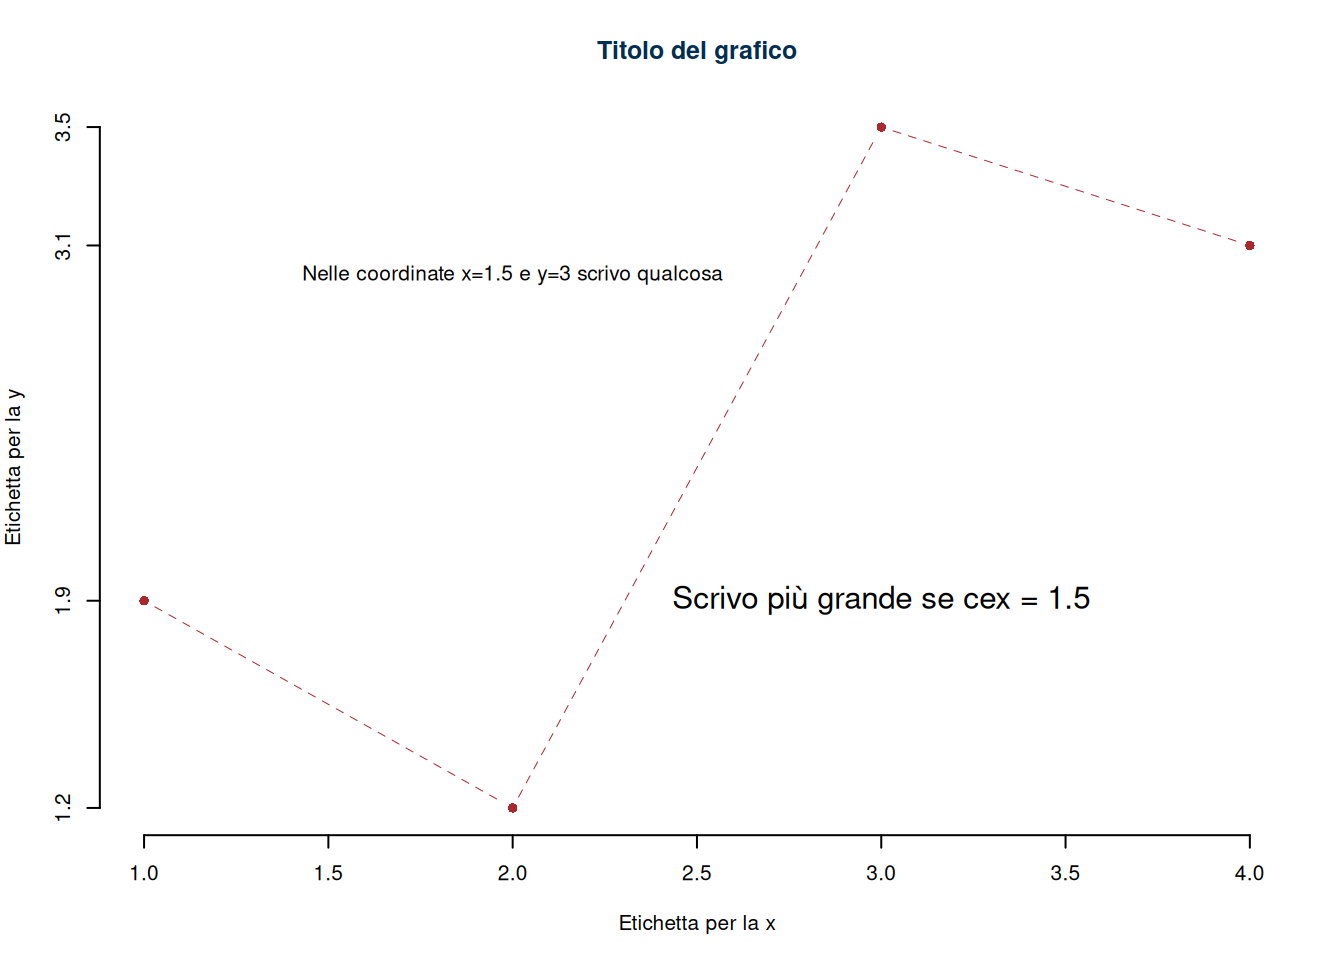 Titolo del grafico
3.5
3.1
Nelle coordinate x=1.5 e y=3 scrivo qualcosa
Etichetta per la y
1.9
Scrivo più grande se cex = 1.5
1.2
1.0 1.5 2.0 2.5 3.0 3.5 4.0
Etichetta per la x